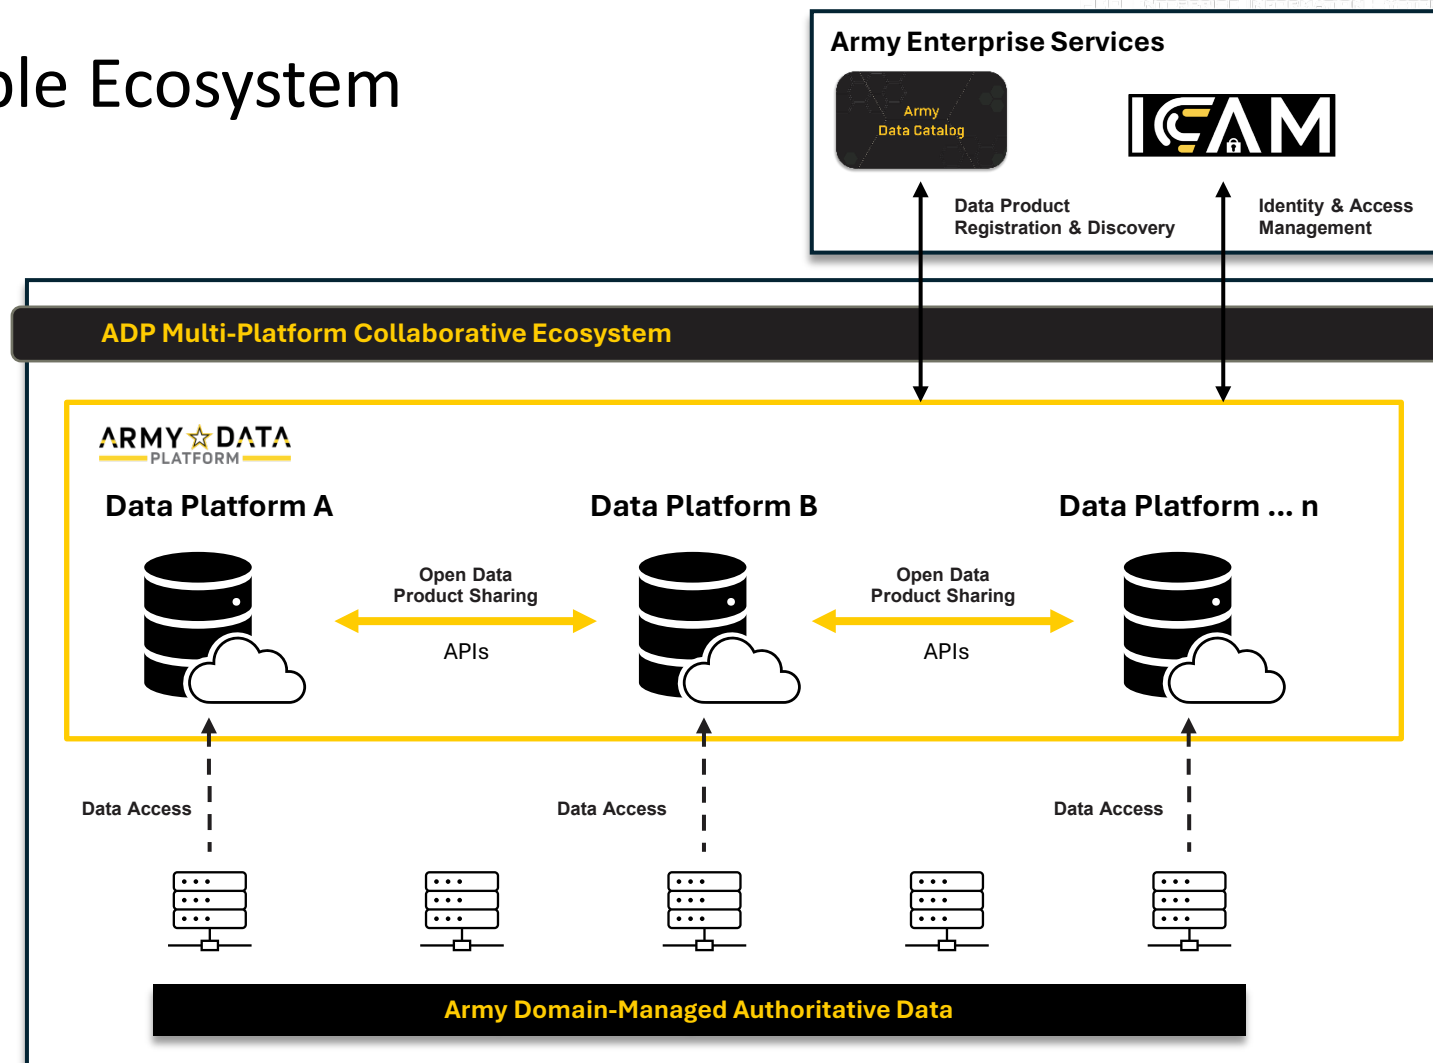 ple Ecosystem
Army Enterprise Services
Army
Data Catalog
ICAM
Data Product
Registration & Discovery
Identity & Access
Management
ADP Multi-Platform Collaborative Ecosystem
ARMY DATA
PLATFORM
Data Platform A
Data Platform B
Data Platform ... n
Open Data
Product Sharing
APIs
Open Data
Product Sharing
APIs
Data Access
Data Access
Data Access
Army Domain-Managed Authoritative Data